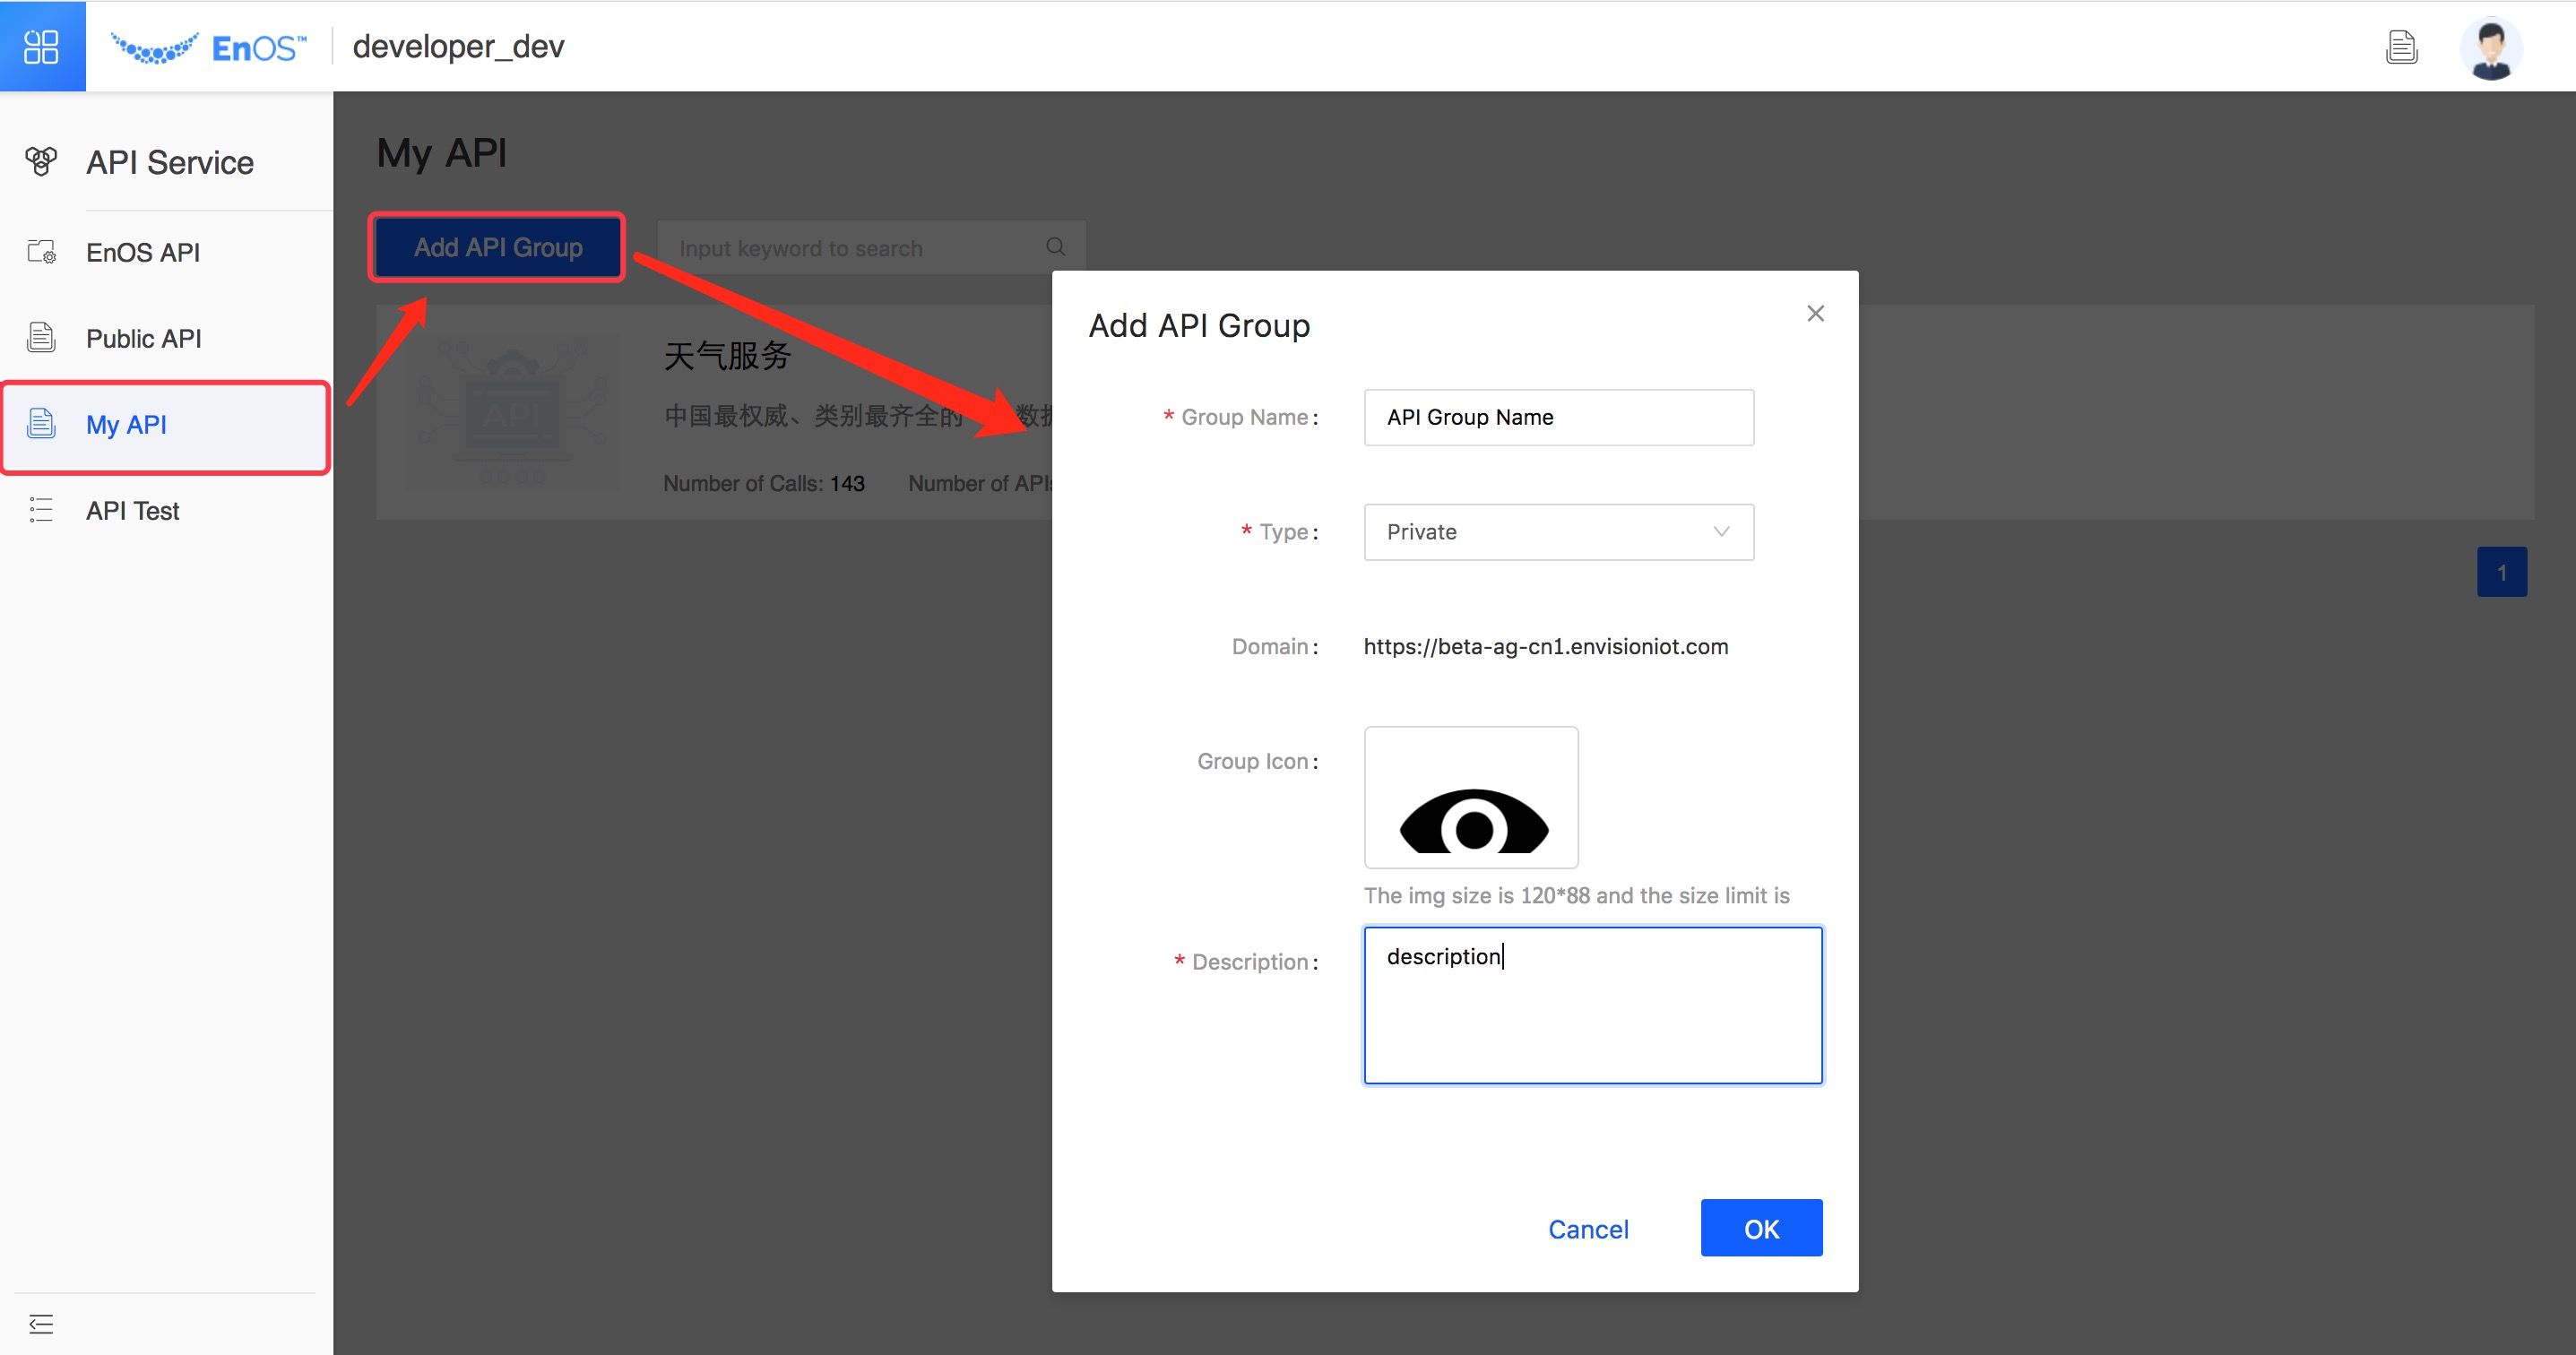 EnOS™ developer_dev
API Service
EnOS API
Public API
My API
API Test
My API
Add API Group
Input keyword to search
天气服务
中国最权威、类别最齐全的 数据
Number of Calls: 143 Number of APIs
API
1
Add API Group
* Group Name: API Group Name
* Type: Private
Domain: https://beta-ag-cn1.envisioniot.com
Group Icon:
The img size is 120*88 and the size limit is
* Description: description
Cancel OK